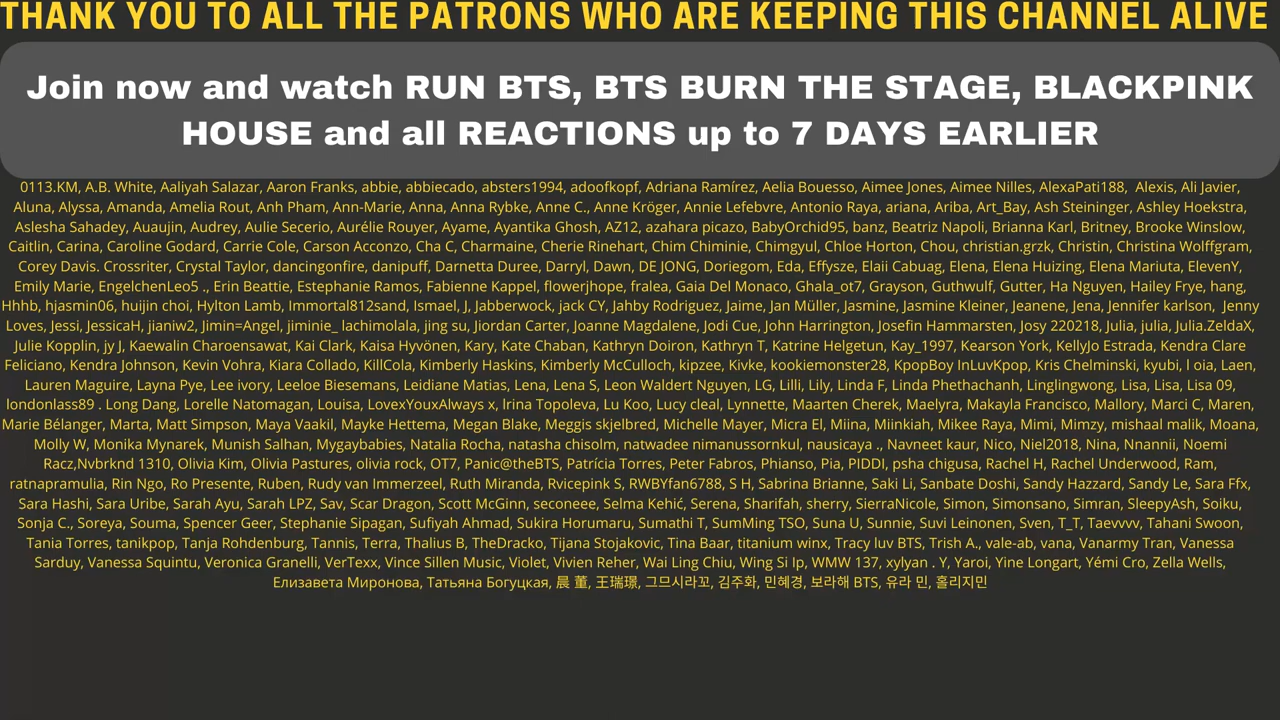 THANK YOU TO ALL THE PATRONS WHO ARE KEEPING THIS CHANNEL ALIVE
Join now and watch RUN BTS, BTS BURN THE STAGE, BLACKPINK
HOUSE and all REACTIONS up to 7 DAYS EARLIER
0113.KM, A.B. White, Aaliyah Salazar, Aaron Franks, abbie, abbiecado, absters1994, adoofkopf, Adriana Ramírez, Aelia Bouesso, Aimee Jones, Aimee Nilles, AlexaPati188,  Alexis, Ali Javier,
Aluna, Alyssa, Amanda, Amelia Rout, Anh Pham, Ann-Marie, Anna, Anna Rybke, Anne C., Anne Kröger, Annie Lefebvre, Antonio Raya, ariana, Ariba, Art_Bay, Ash Steininger, Ashley Hoekstra,
Aslesha Sahadey, Auaujin, Audrey, Aulie Secerio, Aurélie Rouyer, Ayame, Ayantika Ghosh, AZ12, azahara picazo, BabyOrchid95, banz, Beatriz Napoli, Brianna Karl, Britney, Brooke Winslow,
Caitlin, Carina, Caroline Godard, Carrie Cole, Carson Acconzo, Cha C, Charmaine, Cherie Rinehart, Chim Chiminie, Chimgyul, Chloe Horton, Chou, christian.grzk, Christin, Christina Wolffgram,
Corey Davis. Crossriter, Crystal Taylor, dancingonfire, danipuff, Darnetta Duree, Darryl, Dawn, DE JONG, Doriegom, Eda, Effysze, Elaii Cabuag, Elena, Elena Huizing, Elena Mariuta, ElevenY,
Emily Marie, EngelchenLeo5 ., Erin Beattie, Estephanie Ramos, Fabienne Kappel, flowerjhope, fralea, Gaia Del Monaco, Ghala_ot7, Grayson, Guthwulf, Gutter, Ha Nguyen, Hailey Frye, hang,
Hhhb, hjasmin06, huijin choi, Hylton Lamb, Immortal812sand, Ismael, J, Jabberwock, jack CY, Jahby Rodriguez, Jaime, Jan Müller, Jasmine, Jasmine Kleiner, Jeanene, Jena, Jennifer karlson,  Jenny
Loves, Jessi, JessicaH, jianiw2, Jimin=Angel, jiminie_ lachimolala, jing su, Jiordan Carter, Joanne Magdalene, Jodi Cue, John Harrington, Josefin Hammarsten, Josy 220218, Julia, julia, Julia.ZeldaX,
Julie Kopplin, jy J, Kaewalin Charoensawat, Kai Clark, Kaisa Hyvönen, Kary, Kate Chaban, Kathryn Doiron, Kathryn T, Katrine Helgetun, Kay_1997, Kearson York, KellyJo Estrada, Kendra Clare
Feliciano, Kendra Johnson, Kevin Vohra, Kiara Collado, KillCola, Kimberly Haskins, Kimberly McCulloch, kipzee, Kivke, kookiemonster28, KpopBoy InLuvKpop, Kris Chelminski, kyubi, l oia, Laen,
Lauren Maguire, Layna Pye, Lee ivory, Leeloe Biesemans, Leidiane Matias, Lena, Lena S, Leon Waldert Nguyen, LG, Lilli, Lily, Linda F, Linda Phethachanh, Linglingwong, Lisa, Lisa, Lisa 09,
londonlass89 . Long Dang, Lorelle Natomagan, Louisa, LovexYouxAlways x, lrina Topoleva, Lu Koo, Lucy cleal, Lynnette, Maarten Cherek, Maelyra, Makayla Francisco, Mallory, Marci C, Maren,
Marie Bélanger, Marta, Matt Simpson, Maya Vaakil, Mayke Hettema, Megan Blake, Meggis skjelbred, Michelle Mayer, Micra El, Miina, Miinkiah, Mikee Raya, Mimi, Mimzy, mishaal malik, Moana,
Molly W, Monika Mynarek, Munish Salhan, Mygaybabies, Natalia Rocha, natasha chisolm, natwadee nimanussornkul, nausicaya ., Navneet kaur, Nico, Niel2018, Nina, Nnannii, Noemi
Racz,Nvbrknd 1310, Olivia Kim, Olivia Pastures, olivia rock, OT7, Panic@theBTS, Patrícia Torres, Peter Fabros, Phianso, Pia, PIDDI, psha chigusa, Rachel H, Rachel Underwood, Ram,
ratnapramulia, Rin Ngo, Ro Presente, Ruben, Rudy van Immerzeel, Ruth Miranda, Rvicepink S, RWBYfan6788, S H, Sabrina Brianne, Saki Li, Sanbate Doshi, Sandy Hazzard, Sandy Le, Sara Ffx,
Sara Hashi, Sara Uribe, Sarah Ayu, Sarah LPZ, Sav, Scar Dragon, Scott McGinn, seconeee, Selma Kehić, Serena, Sharifah, sherry, SierraNicole, Simon, Simonsano, Simran, SleepyAsh, Soiku,
Sonja C., Soreya, Souma, Spencer Geer, Stephanie Sipagan, Sufiyah Ahmad, Sukira Horumaru, Sumathi T, SumMing TSO, Suna U, Sunnie, Suvi Leinonen, Sven, T_T, Taevvvv, Tahani Swoon,
Tania Torres, tanikpop, Tanja Rohdenburg, Tannis, Terra, Thalius B, TheDracko, Tijana Stojakovic, Tina Baar, titanium winx, Tracy luv BTS, Trish A., vale-ab, vana, Vanarmy Tran, Vanessa
Sarduy, Vanessa Squintu, Veronica Granelli, VerTexx, Vince Sillen Music, Violet, Vivien Reher, Wai Ling Chiu, Wing Si Ip, WMW 137, xylyan . Y, Yaroi, Yine Longart, Yémi Cro, Zella Wells,
Елизавета Миронова, Татьяна Богуцкая, 晨 董, 王瑞璟, 그므시라꼬, 김주화, 민혜경, 보라해 BTS, 유라 민, 홀리지민